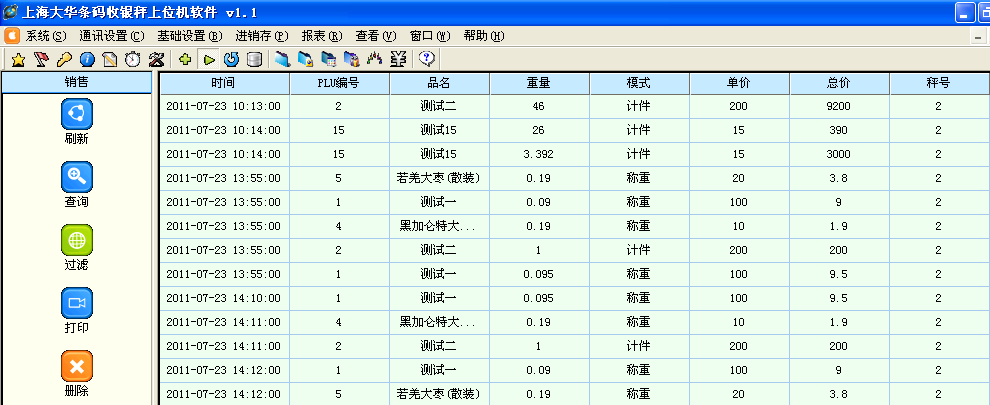 上海大华条码收银秤上位机软件 v1.1
系统(S) 通讯设置(C) 基础设置(B) 进销存(P) 报表(R) 查看(V) 窗口(W) 帮助(H)
销售
刷新
查询
过滤
打印
删除
时间 PLU编号 品名 重量 模式 单价 总价 秤号
2011-07-23 10:13:00 2 测试二 46 计件 200 9200 2
2011-07-23 10:14:00 15 测试15 26 计件 15 390 2
2011-07-23 10:14:00 15 测试15 3.392 计件 15 3000 2
2011-07-23 13:55:00 5 若羌大枣(散装) 0.19 称重 20 3.8 2
2011-07-23 13:55:00 1 测试一 0.09 称重 100 9 2
2011-07-23 13:55:00 4 黑加仑特大... 0.19 称重 10 1.9 2
2011-07-23 13:55:00 2 测试二 1 计件 200 200 2
2011-07-23 13:55:00 1 测试一 0.095 称重 100 9.5 2
2011-07-23 14:10:00 1 测试一 0.095 称重 100 9.5 2
2011-07-23 14:11:00 4 黑加仑特大... 0.19 称重 10 1.9 2
2011-07-23 14:11:00 2 测试二 1 计件 200 200 2
2011-07-23 14:12:00 1 测试一 0.09 称重 100 9 2
2011-07-23 14:12:00 5 若羌大枣(散装) 0.19 称重 20 3.8 2